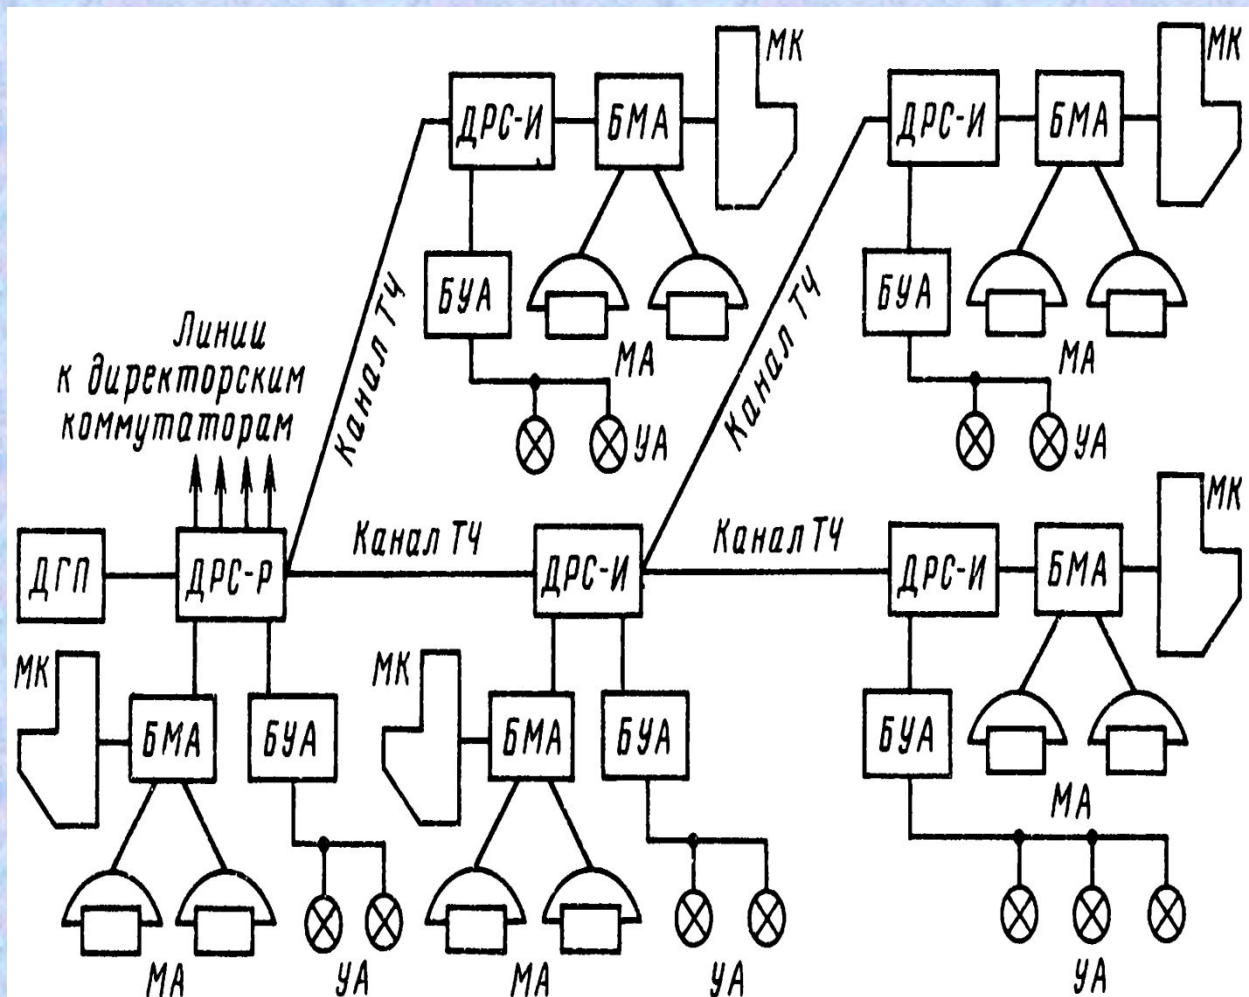 МК
МК
ДРС-И
БМА
ДРС-И
БМА
БУА
БУА
Канал ТЧ
Канал ТЧ
МА
МА
УА
УА
Линии
к директорским
коммутаторам
МК
ДГП
ДРС-Р
Канал ТЧ
ДРС-И
Канал ТЧ
ДРС-И
БМА
МК
БМА
БУА
МК
БМА
БУА
БУА
МА
МА
УА
МА
УА
УА